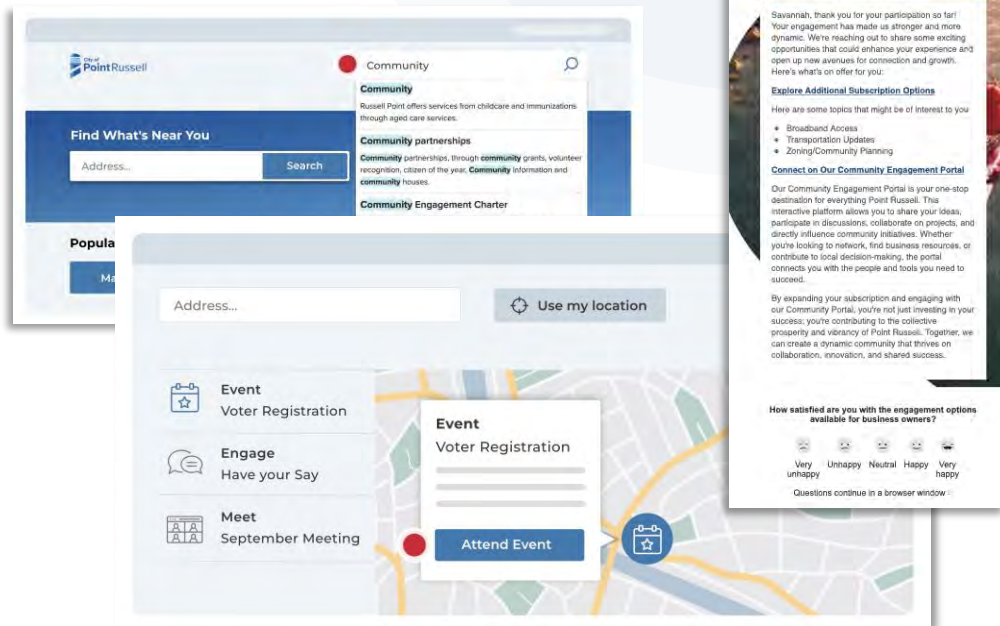 City of
Point Russell
Community
Community
Russell Point offers services from childcare and immunizations
through aged care services.
Community partnerships
Community partnerships, through community grants, volunteer
recognition, citizen of the year, Community information and
community houses.
Community Engagement Charter
Find What's Near You
Address...
Search
Popula
Ma
Address...
Use my location
Event
Voter Registration
Engage
Have your Say
Meet
September Meeting
Event
Voter Registration
Attend Event
Savannah, thank you for your participation so far!
Your engagement has made us stronger and more
dynamic. We're reaching out to share some exciting
opportunities that could enhance your experience and
open up new avenues for connection and growth.
Here's what's on offer for you:
Explore Additional Subscription Options
Here are some topics that might be of interest to you
Broadband Access
Transportation Updates
Zoning/Community Planning
Connect on Our Community Engagement Portal
Our Community Engagement Portal is your one-stop
destination for everything Point Russell. This
interactive platform allows you to share your ideas,
participate in discussions, collaborate on projects, and
directly influence community initiatives. Whether
you're looking to network, find business resources, or
contribute to local decision-making, the portal
connects you with the people and tools you need to
succeed.
By expanding your subscription and engaging with
our Community Portal, you're not just investing in your
success; you're contributing to the collective
prosperity and vibrancy of Point Russell. Together, we
can create a dynamic community that thrives on
collaboration, innovation, and shared success.
How satisfied are you with the engagement options
available for business owners?
Very unhappy
Unhappy
Neutral
Happy
Very happy
Questions continue in a browser window